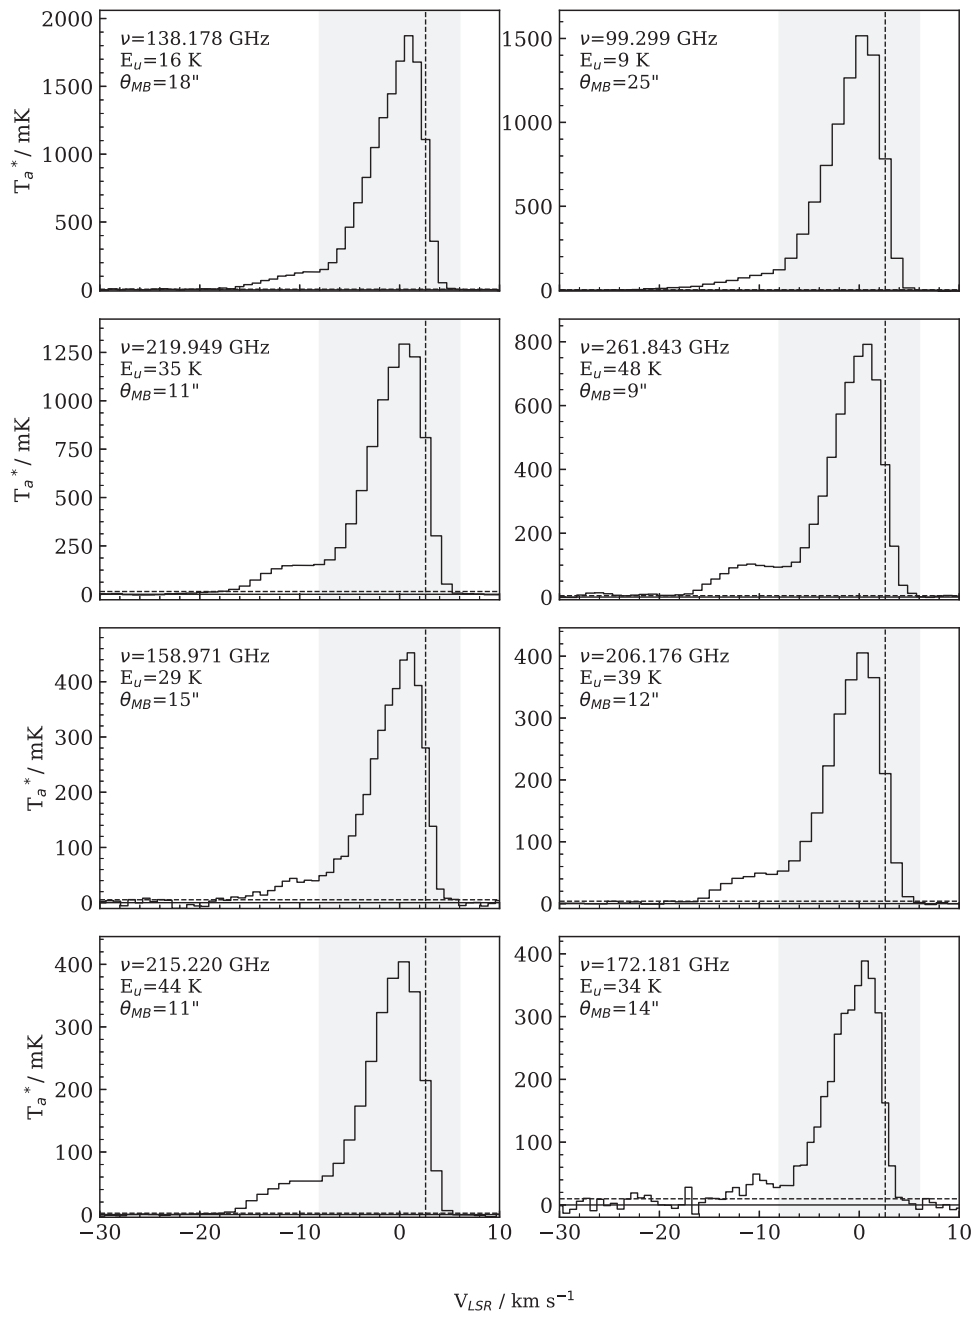 ν=138.178 GHz
E_u=16 K
θ_MB=18"
2000
1500
1000
500
0
T_a* / mK
ν=99.299 GHz
E_u=9 K
θ_MB=25"
1500
1000
500
0
ν=219.949 GHz
E_u=35 K
θ_MB=11"
1250
1000
750
500
250
0
T_a* / mK
ν=261.843 GHz
E_u=48 K
θ_MB=9"
800
600
400
200
0
ν=158.971 GHz
E_u=29 K
θ_MB=15"
400
300
200
100
0
T_a* / mK
ν=206.176 GHz
E_u=39 K
θ_MB=12"
400
300
200
100
0
ν=215.220 GHz
E_u=44 K
θ_MB=11"
400
300
200
100
0
T_a* / mK
−30 −20 −10 0 10
ν=172.181 GHz
E_u=34 K
θ_MB=14"
400
300
200
100
0
−30 −20 −10 0 10
V_LSR / km s⁻¹